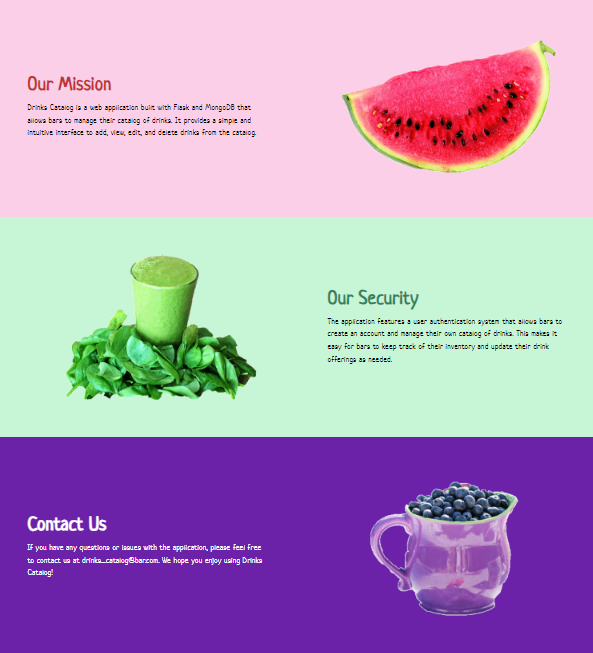 Our Mission
Drinks Catalog is a web application built with Flask and MongoDB that
allows bars to manage their catalog of drinks. It provides a simple and
intuitive interface to add, view, edit, and delete drinks from the catalog.
Our Security
The application features a user authentication system that allows bars to
create an account and manage their own catalog of drinks. This makes it
easy for bars to keep track of their inventory and update their drink
offerings as needed.
Contact Us
If you have any questions or issues with the application, please feel free
to contact us at drinks_catalog@bar.com. We hope you enjoy using Drinks
Catalog!